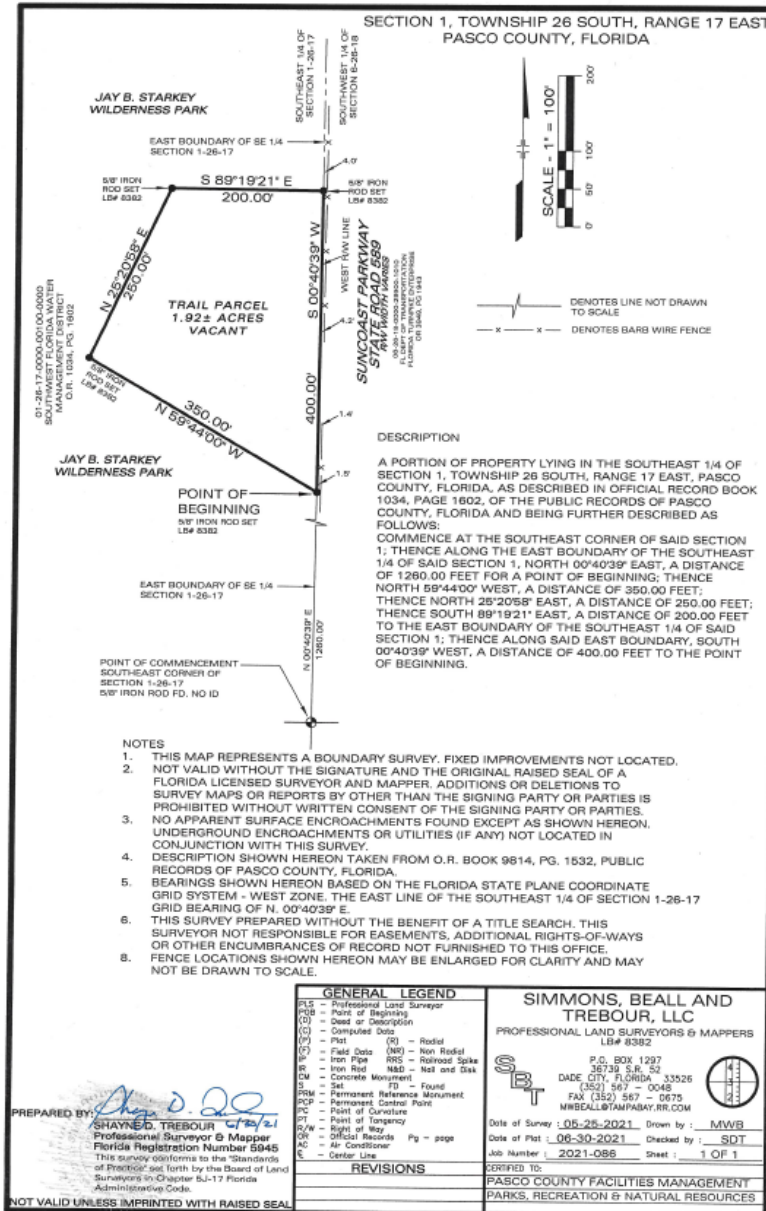 SECTION 1, TOWNSHIP 26 SOUTH, RANGE 17 EAST
PASCO COUNTY, FLORIDA
JAY B. STARKEY
WILDERNESS PARK
SOUTHEAST 1/4 OF
SECTION 1-26-17
SOUTHWEST 1/4 OF
SECTION 6-26-18
EAST BOUNDARY OF SE 1/4
SECTION 1-26-17
4.0'
5/8" IRON
ROD SET
LB# 8382
S 89°19'21" E
200.00'
5/8" IRON
ROD SET
LB# 8382
SCALE - 1" = 100'
200'
100'
50'
0'
N 25°20'58" E
250.00'
TRAIL PARCEL
1.92± ACRES
VACANT
S 00°40'39" W
400.00'
WEST R/W LINE
4.2'
SUNCOAST PARKWAY
STATE ROAD 589
R/W WIDTH VARIES
FL DEPT OF TRANSPORTATION
FLORIDA TURNPIKE ENTERPRISE
DENOTES LINE NOT DRAWN
TO SCALE
DENOTES BARB WIRE FENCE
01-26-17-0000-00100-0000
SOUTHWEST FLORIDA WATER
MANAGEMENT DISTRICT
O.R. 1034, PG. 1602
5/8" IRON
ROD SET
LB# 8382
350.00'
N 59°44'00" W
1.4'
1.5'
JAY B. STARKEY
WILDERNESS PARK
POINT OF
BEGINNING
5/8" IRON ROD SET
LB# 8382
EAST BOUNDARY OF SE 1/4
SECTION 1-26-17
N 00°40'39" E
1260.00'
POINT OF COMMENCEMENT
SOUTHEAST CORNER OF
SECTION 1-26-17
5/8" IRON ROD FD. NO ID
DESCRIPTION
A PORTION OF PROPERTY LYING IN THE SOUTHEAST 1/4 OF
SECTION 1, TOWNSHIP 26 SOUTH, RANGE 17 EAST, PASCO
COUNTY, FLORIDA, AS DESCRIBED IN OFFICIAL RECORD BOOK
1034, PAGE 1602, OF THE PUBLIC RECORDS OF PASCO
COUNTY, FLORIDA AND BEING FURTHER DESCRIBED AS
FOLLOWS:
COMMENCE AT THE SOUTHEAST CORNER OF SAID SECTION
1; THENCE ALONG THE EAST BOUNDARY OF THE SOUTHEAST
1/4 OF SAID SECTION 1, NORTH 00°40'39" EAST, A DISTANCE
OF 1260.00 FEET FOR A POINT OF BEGINNING; THENCE
NORTH 59°44'00" WEST, A DISTANCE OF 350.00 FEET;
THENCE NORTH 25°20'58" EAST, A DISTANCE OF 250.00 FEET;
THENCE SOUTH 89°19'21" EAST, A DISTANCE OF 200.00 FEET
TO THE EAST BOUNDARY OF THE SOUTHEAST 1/4 OF SAID
SECTION 1; THENCE ALONG SAID EAST BOUNDARY, SOUTH
00°40'39" WEST, A DISTANCE OF 400.00 FEET TO THE POINT
OF BEGINNING.
NOTES
1. THIS MAP REPRESENTS A BOUNDARY SURVEY. FIXED IMPROVEMENTS NOT LOCATED.
2. NOT VALID WITHOUT THE SIGNATURE AND THE ORIGINAL RAISED SEAL OF A
FLORIDA LICENSED SURVEYOR AND MAPPER. ADDITIONS OR DELETIONS TO
SURVEY MAPS OR REPORTS BY OTHER THAN THE SIGNING PARTY OR PARTIES IS
PROHIBITED WITHOUT WRITTEN CONSENT OF THE SIGNING PARTY OR PARTIES.
3. NO APPARENT SURFACE ENCROACHMENTS FOUND EXCEPT AS SHOWN HEREON.
UNDERGROUND ENCROACHMENTS OR UTILITIES (IF ANY) NOT LOCATED IN
CONJUNCTION WITH THIS SURVEY.
4. DESCRIPTION SHOWN HEREON TAKEN FROM O.R. BOOK 9814, PG. 1532, PUBLIC
RECORDS OF PASCO COUNTY, FLORIDA.
5. BEARINGS SHOWN HEREON BASED ON THE FLORIDA STATE PLANE COORDINATE
GRID SYSTEM - WEST ZONE. THE EAST LINE OF THE SOUTHEAST 1/4 OF SECTION 1-26-17
GRID BEARING OF N. 00°40'39" E.
6. THIS SURVEY PREPARED WITHOUT THE BENEFIT OF A TITLE SEARCH. THIS
SURVEYOR NOT RESPONSIBLE FOR EASEMENTS, ADDITIONAL RIGHTS-OF-WAYS
OR OTHER ENCUMBRANCES OF RECORD NOT FURNISHED TO THIS OFFICE.
8. FENCE LOCATIONS SHOWN HEREON MAY BE ENLARGED FOR CLARITY AND MAY
NOT BE DRAWN TO SCALE.
GENERAL LEGEND
PLS - Professional Land Surveyor
POB - Point of Beginning
(D) - Deed or Description
(C) - Computed Data
(P) - Plat (R) - Radial
(F) - Field Data (NR) - Non Radial
IP - Iron Pipe RRS - Railroad Spike
IR - Iron Rod N&D - Nail and Disk
CM - Concrete Monument
S - Set FD - Found
PRM - Permanent Reference Monument
PCP - Permanent Control Point
PC - Point of Curvature
PT - Point of Tangency
R/W - Right of Way
OR - Official Records Pg - page
AC - Air Conditioner
℄ - Center Line
REVISIONS
SIMMONS, BEALL AND
TREBOUR, LLC
PROFESSIONAL LAND SURVEYORS & MAPPERS
LB# 8382
SBT
P.O. BOX 1297
36739 S.R. 52
DADE CITY, FLORIDA 33526
(352) 567 - 0048
FAX (352) 567 - 0675
MWBEALL@TAMPABAY.RR.COM
Date of Survey : 05-25-2021 Drawn by : MWB
Date of Plat : 06-30-2021 Checked by : SDT
Job Number : 2021-086 Sheet : 1 OF 1
CERTIFIED TO:
PASCO COUNTY FACILITIES MANAGEMENT
PARKS, RECREATION & NATURAL RESOURCES
PREPARED BY:
6/30/21
SHAYNE D. TREBOUR
Professional Surveyor & Mapper
Florida Registration Number 5945
This survey conforms to the "Standards
of Practice" set forth by the Board of Land
Surveyors in Chapter 5J-17 Florida
Administrative Code.
NOT VALID UNLESS IMPRINTED WITH RAISED SEAL